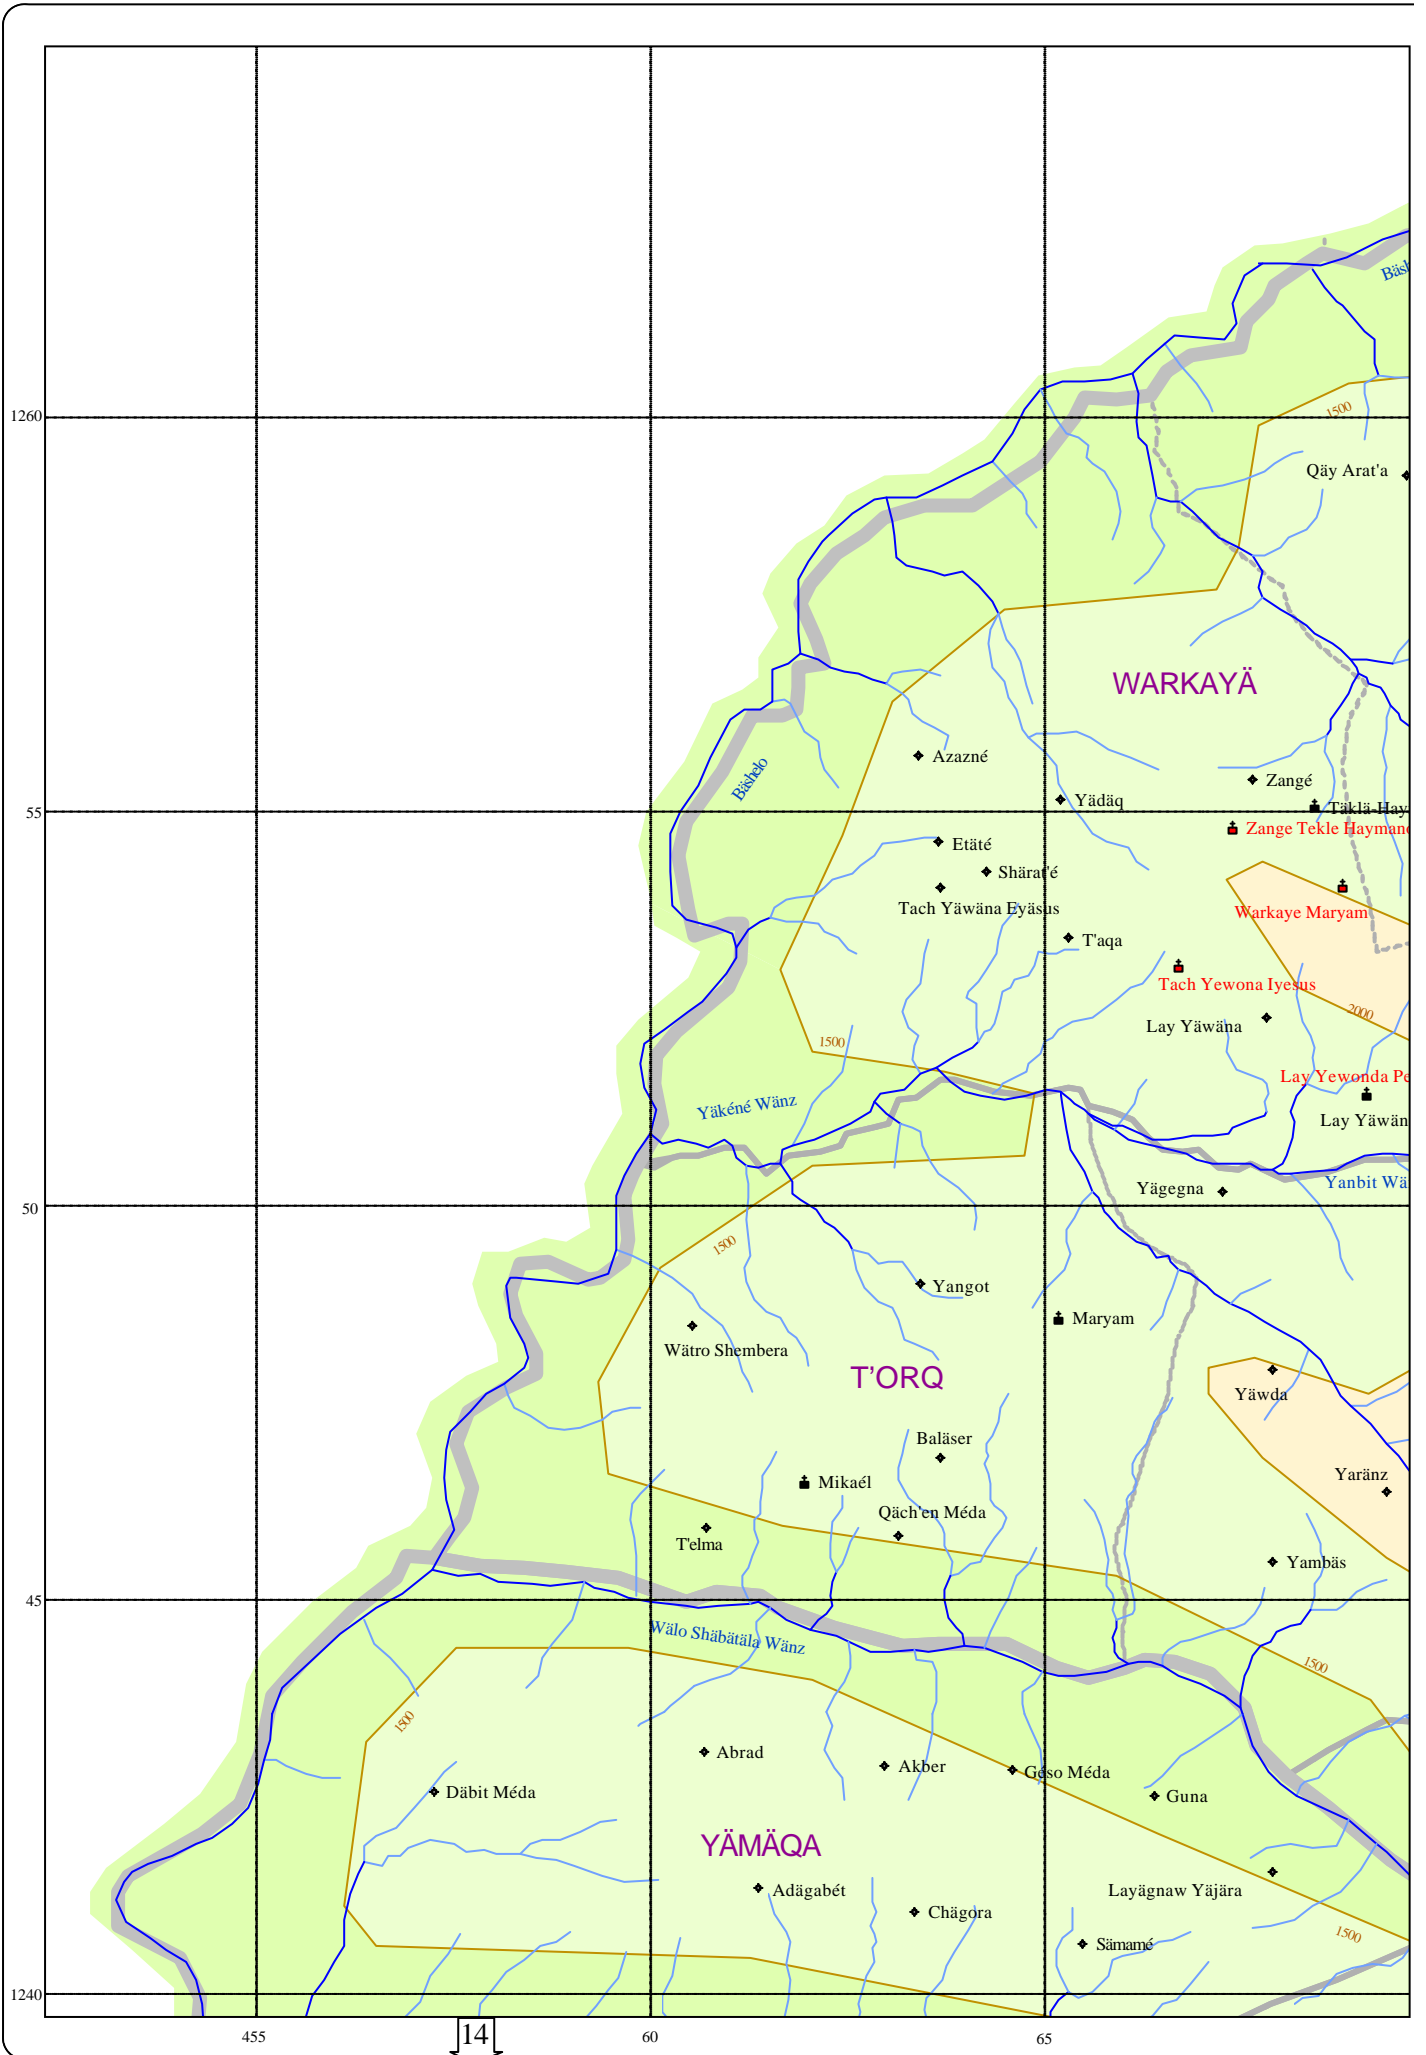 Bäsh
1260
1500
Qäy Arat'a
WARKAYÄ
Azazné
Bäshelo
Zangé
Yädäq
Täklä-Hay
55
Zange Tekle Haymano
Etäté
Shärat'é
Tach Yäwäna Eyäsus
Warkaye Maryam
T'aqa
Tach Yewona Iyesus
2000
Lay Yäwäna
1500
Lay Yewonda Pe
Yäkéné Wänz
Lay Yäwän
Yanbit Wä
Yägegna
50
1500
Yangot
Maryam
Wätro Shembera
T'ORQ
Yäwda
Baläser
Yaränz
Mikaél
Qäch'en Méda
T'elma
Yambäs
45
Wälo Shäbätäla Wänz
1500
1500
Abrad
Akber
Géso Méda
Däbit Méda
Guna
YÄMÄQA
Adägabét
Layägnaw Yäjära
Chägora
1500
Sämamé
1240
455
14
60
65